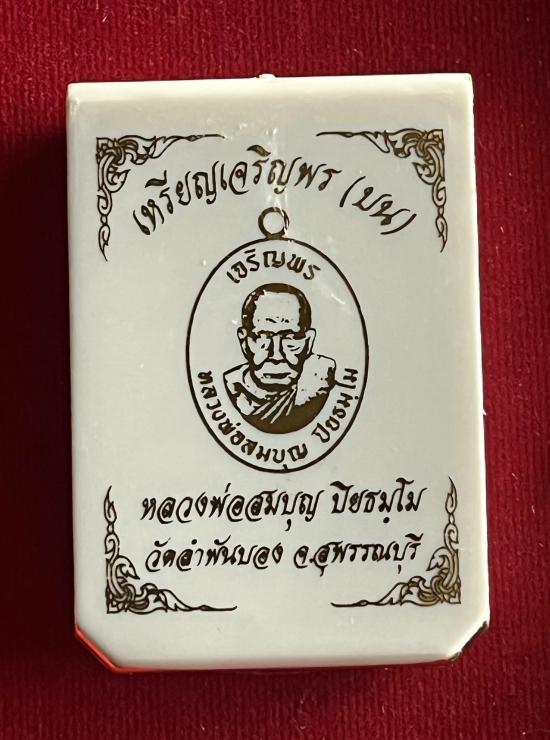 เหรียญเจริญพร (บน)
เจริญพร
หลวงพ่อสมบุญ ปิยธมฺโม
หลวงพ่อสมบุญ ปิยธมฺโม
วัดลำพันบอง จ.สุพรรณบุรี